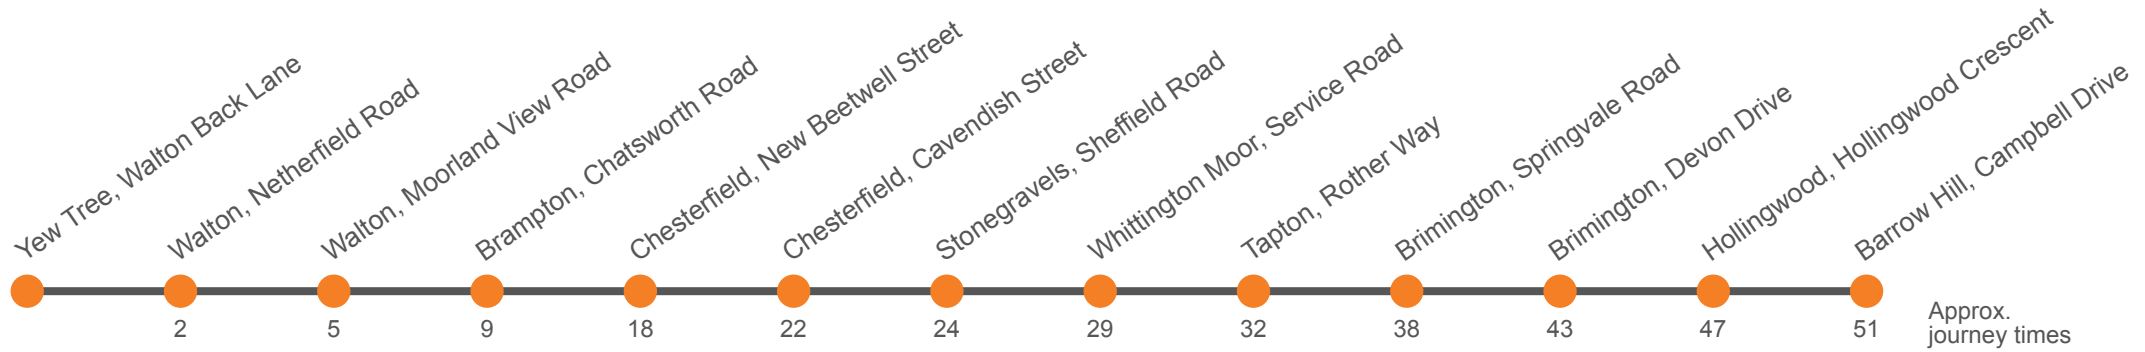 Yew Tree, Walton Back Lane
Walton, Netherfield Road
Walton, Moorland View Road
Brampton, Chatsworth Road
Chesterfield, New Beetwell Street
Chesterfield, Cavendish Street
Stonegravels, Sheffield Road
Whittington Moor, Service Road
Tapton, Rother Way
Brimington, Springvale Road
Brimington, Devon Drive
Hollingwood, Hollingwood Crescent
Barrow Hill, Campbell Drive
2 5 9 18 22 24 29 32 38 43 47 51
Approx.
journey times